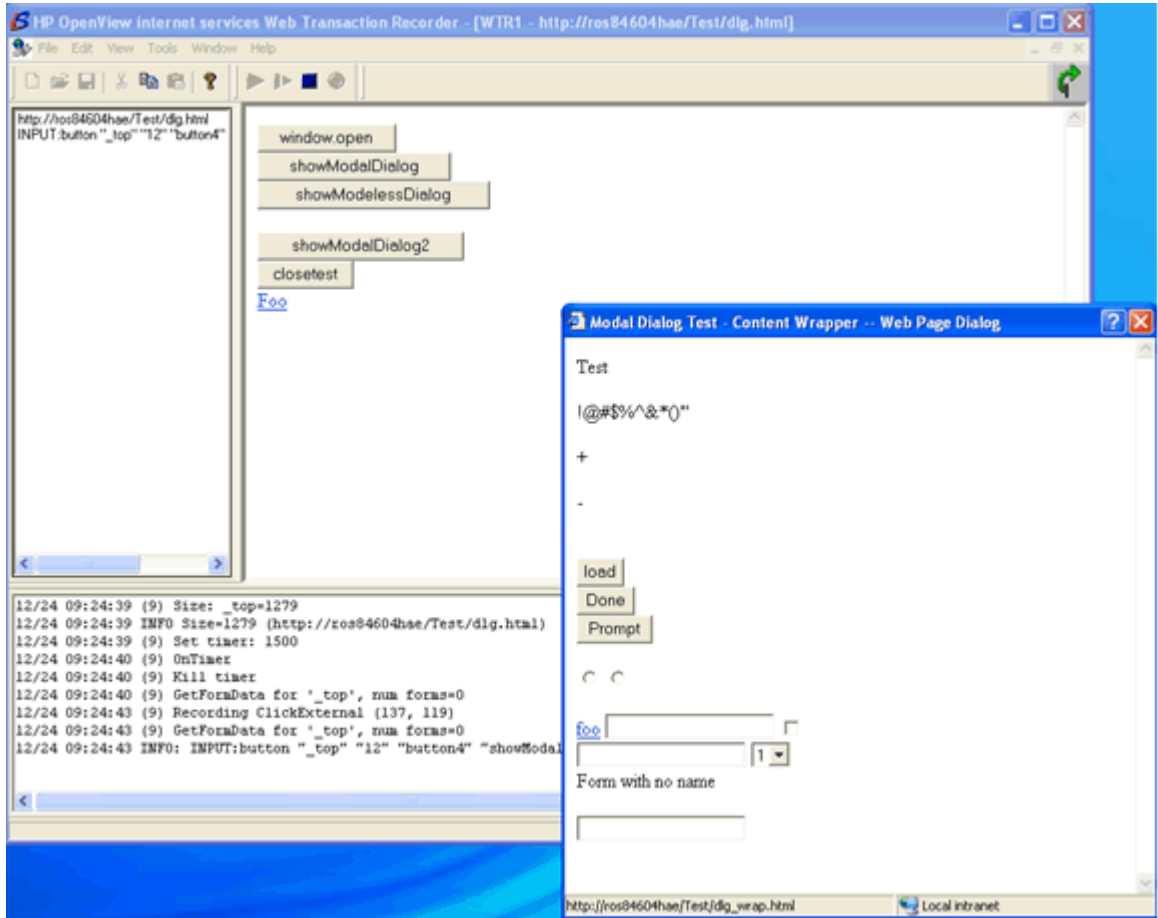 HP OpenView internet services Web Transaction Recorder - [WTR1 - http://ros84604hae/Test/dlg.html]
File Edit View Tools Window Help
http://ros84604hae/Test/dlg.html
INPUT:button "_top" "12" "button4"
window.open
showModalDialog
showModelessDialog
showModalDialog2
closetest
Foo
12/24 09:24:39 (9) Size: _top=1279
12/24 09:24:39 INFO Size=1279 (http://ros84604hae/Test/dlg.html)
12/24 09:24:39 (9) Set timer: 1500
12/24 09:24:40 (9) OnTimer
12/24 09:24:40 (9) Kill timer
12/24 09:24:40 (9) GetFormData for '_top', num forms=0
12/24 09:24:43 (9) Recording ClickExternal (137, 119)
12/24 09:24:43 (9) GetFormData for '_top', num forms=0
12/24 09:24:43 INFO: INPUT:button "_top" "12" "button4" "showModal
Modal Dialog Test - Content Wrapper -- Web Page Dialog
Test
!@#$%^&*()"
+
-
load
Done
Prompt
foo
1
Form with no name
http://ros84604hae/Test/dlg_wrap.html Local intranet